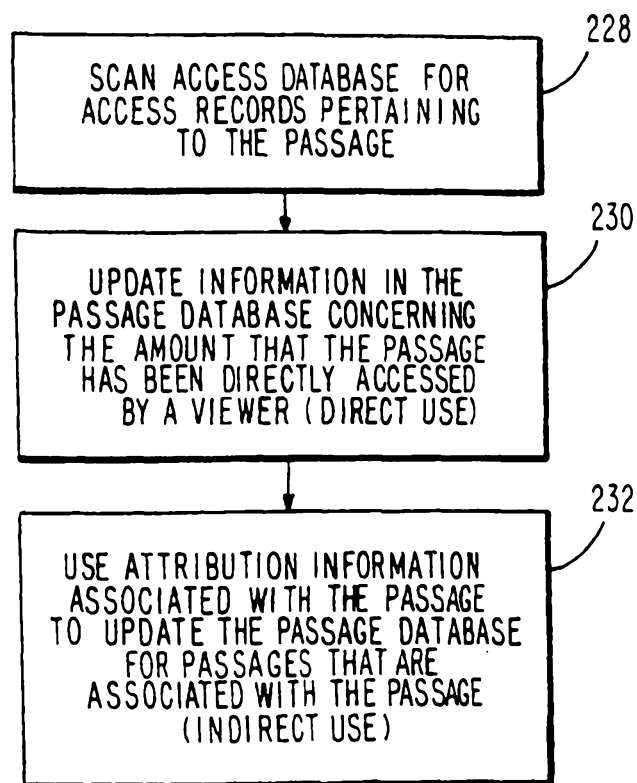 228
SCAN ACCESS DATABASE FOR
ACCESS RECORDS PERTAINING
TO THE PASSAGE
230
UPDATE INFORMATION IN THE
PASSAGE DATABASE CONCERNING
THE AMOUNT THAT THE PASSAGE
HAS BEEN DIRECTLY ACCESSED
BY A VIEWER (DIRECT USE)
232
USE ATTRIBUTION INFORMATION
ASSOCIATED WITH THE PASSAGE
TO UPDATE THE PASSAGE DATABASE
FOR PASSAGES THAT ARE
ASSOCIATED WITH THE PASSAGE
(INDIRECT USE)